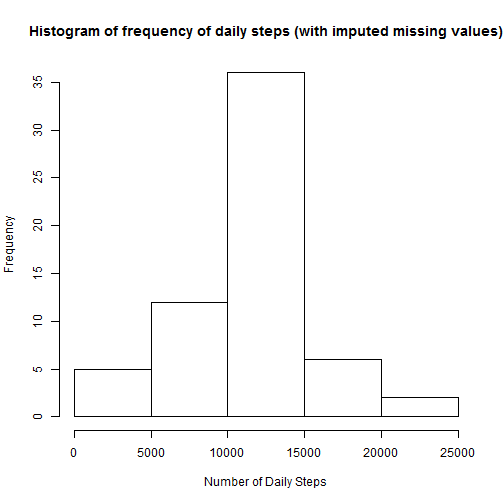 Histogram of frequency of daily steps (with imputed missing values)
Frequency
35
30
25
20
15
10
5
0
0 5000 10000 15000 20000 25000
Number of Daily Steps